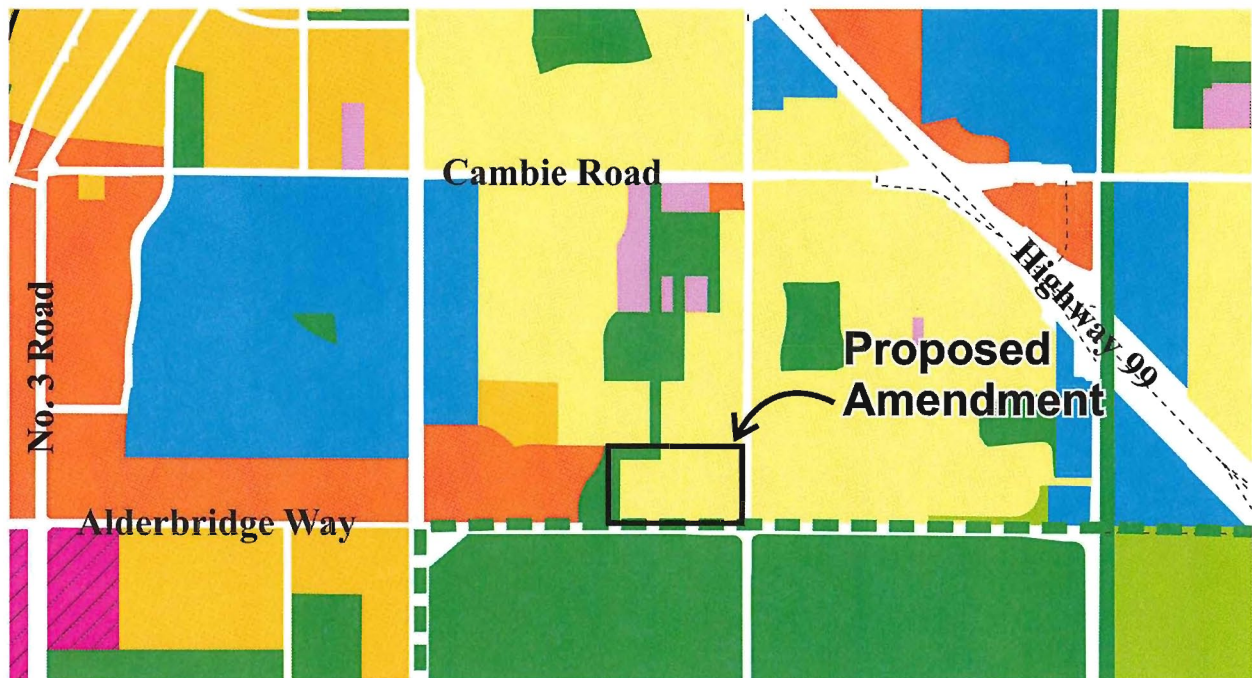 Cambie Road
No. 3 Road
Highway 99
Proposed
Amendment
Alderbridge Way